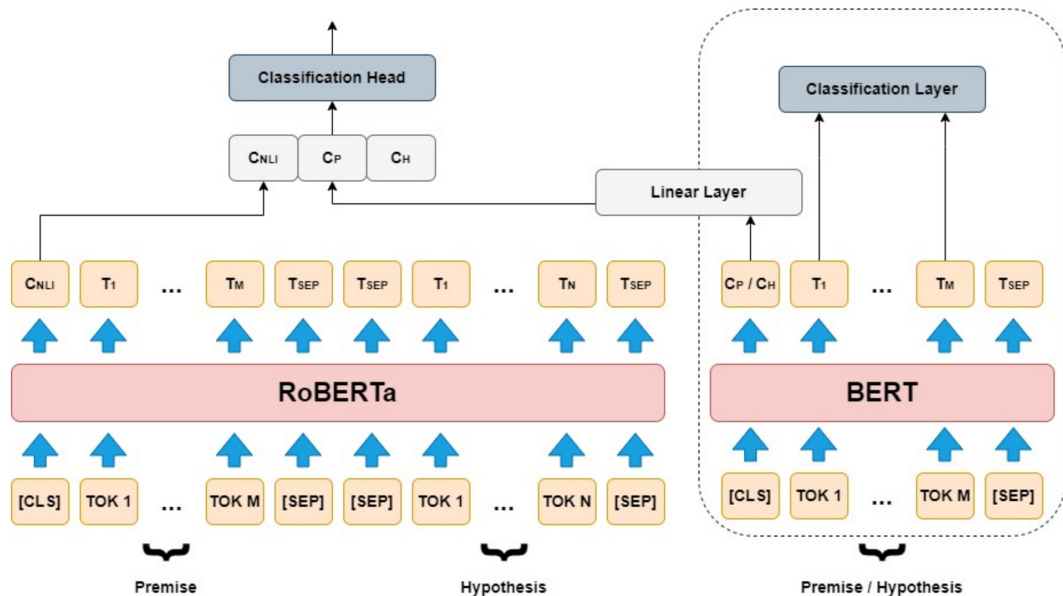 Classification Head
Classification Layer
CNLI CP CH
Linear Layer
CNLI T1 ... TM TSEP TSEP T1 ... TN TSEP
CP / CH T1 ... TM TSEP
RoBERTa
BERT
[CLS] TOK 1 ... TOK M [SEP] [SEP] TOK 1 ... TOK N [SEP]
[CLS] TOK 1 ... TOK M [SEP]
Premise
Hypothesis
Premise / Hypothesis